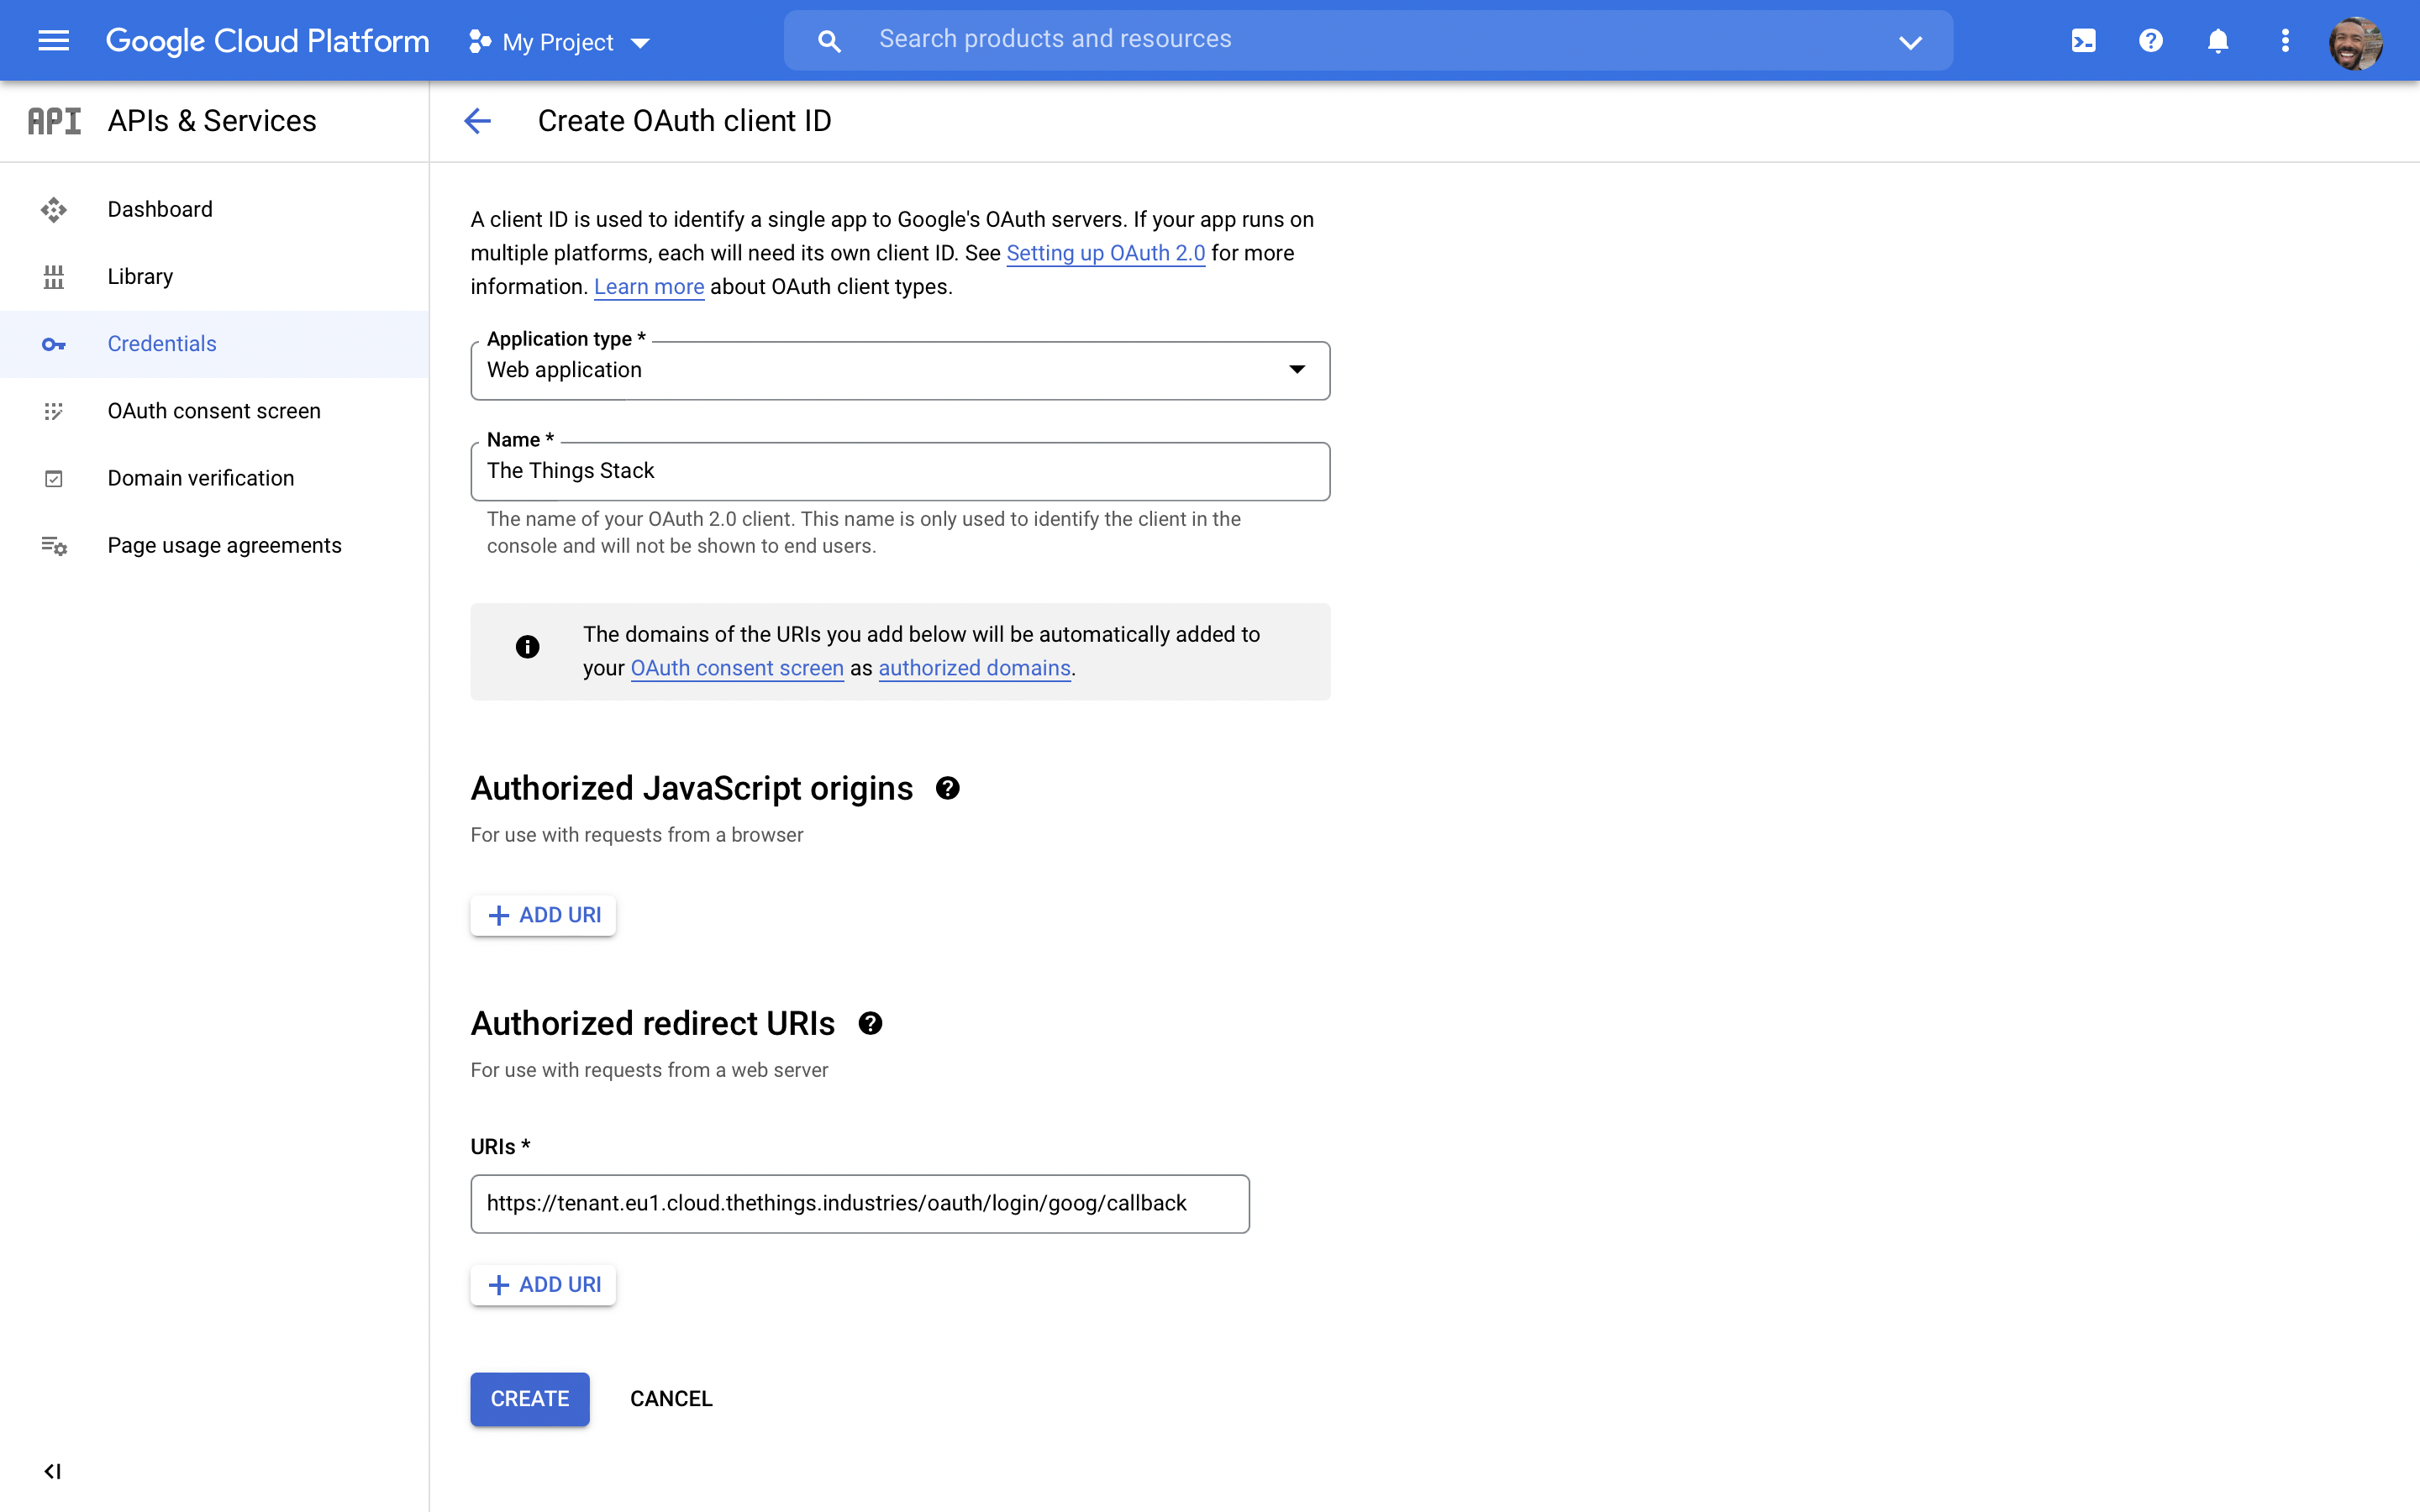 Google Cloud Platform
My Project
Search products and resources
API
APIs & Services
Create OAuth client ID
Dashboard
Library
Credentials
OAuth consent screen
Domain verification
Page usage agreements
A client ID is used to identify a single app to Google's OAuth servers. If your app runs on
multiple platforms, each will need its own client ID. See Setting up OAuth 2.0 for more
information. Learn more about OAuth client types.
Application type *
Web application
Name *
The Things Stack
The name of your OAuth 2.0 client. This name is only used to identify the client in the
console and will not be shown to end users.
The domains of the URIs you add below will be automatically added to
your OAuth consent screen as authorized domains.
Authorized JavaScript origins
For use with requests from a browser
ADD URI
Authorized redirect URIs
For use with requests from a web server
URIs *
https://tenant.eu1.cloud.thethings.industries/oauth/login/goog/callback
ADD URI
CREATE
CANCEL